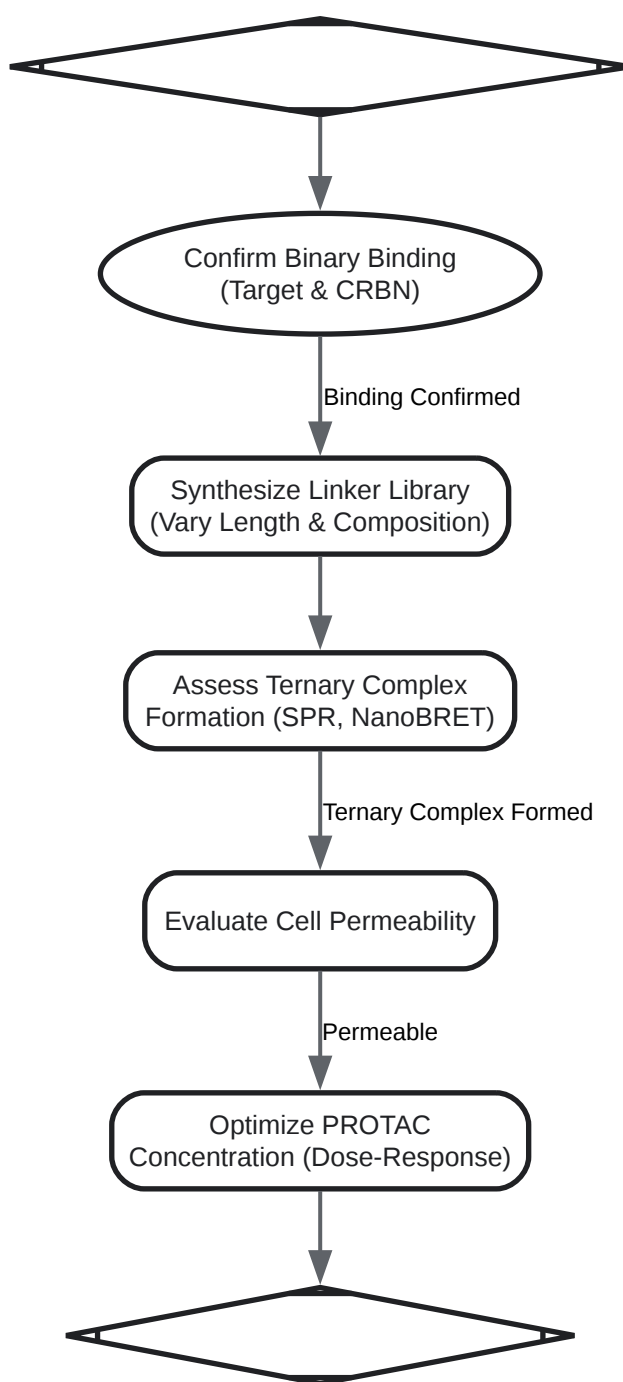 Confirm Binary Binding
(Target & CRBN)
Binding Confirmed
Synthesize Linker Library
(Vary Length & Composition)
Assess Ternary Complex
Formation (SPR, NanoBRET)
Ternary Complex Formed
Evaluate Cell Permeability
Permeable
Optimize PROTAC
Concentration (Dose-Response)